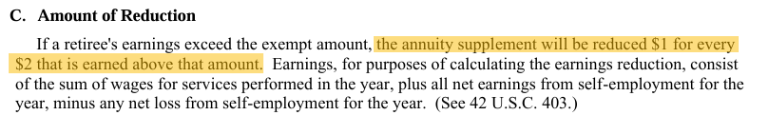 C. Amount of Reduction
If a retiree's earnings exceed the exempt amount, the annuity supplement will be reduced $1 for every
$2 that is earned above that amount. Earnings, for purposes of calculating the earnings reduction, consist
of the sum of wages for services performed in the year, plus all net earnings from self-employment for the
year, minus any net loss from self-employment for the year. (See 42 U.S.C. 403.)